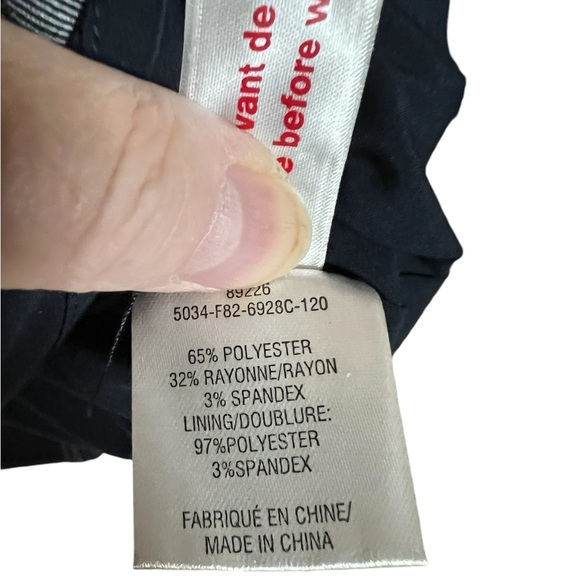 vant de
before w
89226
5034-F82-6928C-120
65% POLYESTER
32% RAYONNE/RAYON
3% SPANDEX
LINING/DOUBLURE:
97%POLYESTER
3%SPANDEX
FABRIQUÉ EN CHINE/
MADE IN CHINA